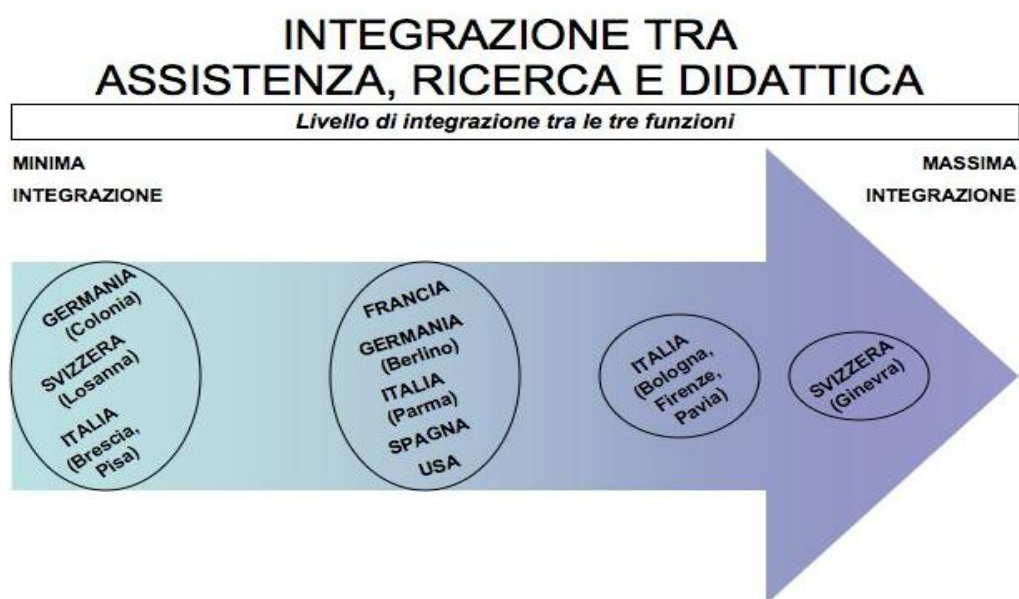 INTEGRAZIONE TRA
ASSISTENZA, RICERCA E DIDATTICA
Livello di integrazione tra le tre funzioni
MINIMA
INTEGRAZIONE
MASSIMA
INTEGRAZIONE
GERMANIA
(Colonia)
SVIZZERA
(Losanna)
ITALIA
(Brescia,
Pisa)
FRANCIA
GERMANIA
(Berlino)
ITALIA
(Parma)
SPAGNA
USA
ITALIA
(Bologna,
Firenze,
Pavia)
SVIZZERA
(Ginevra)